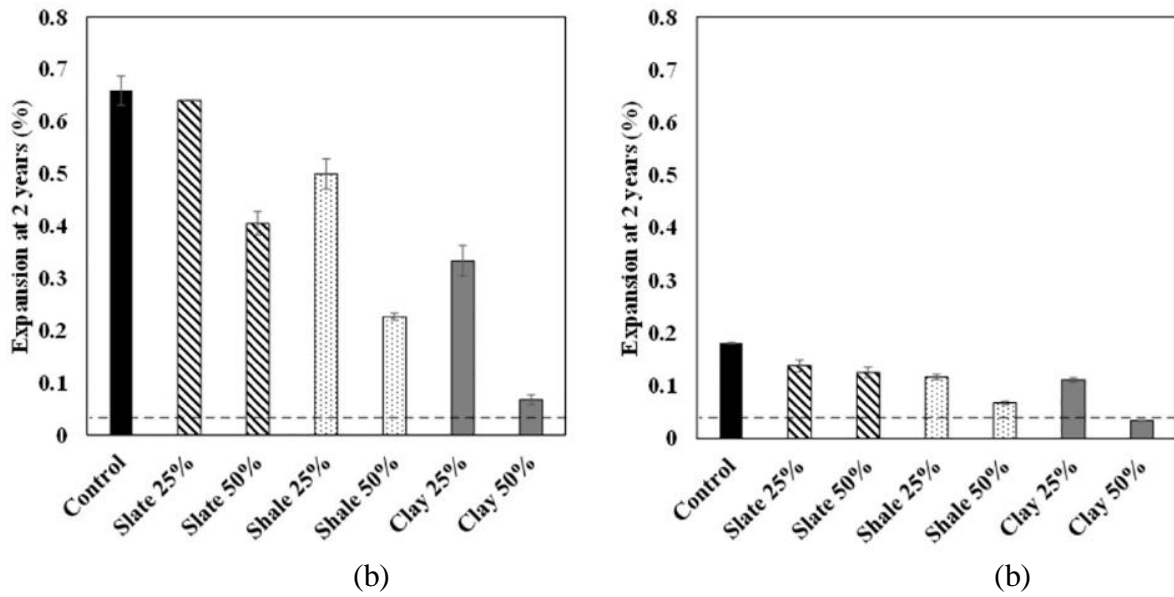 Expansion at 2 years (%)
0.8
0.7
0.6
0.5
0.4
0.3
0.2
0.1
0
Control
Slate 25%
Slate 50%
Shale 25%
Shale 50%
Clay 25%
Clay 50%
(b)
Expansion at 2 years (%)
0.8
0.7
0.6
0.5
0.4
0.3
0.2
0.1
0
Control
Slate 25%
Slate 50%
Shale 25%
Shale 50%
Clay 25%
Clay 50%
(b)